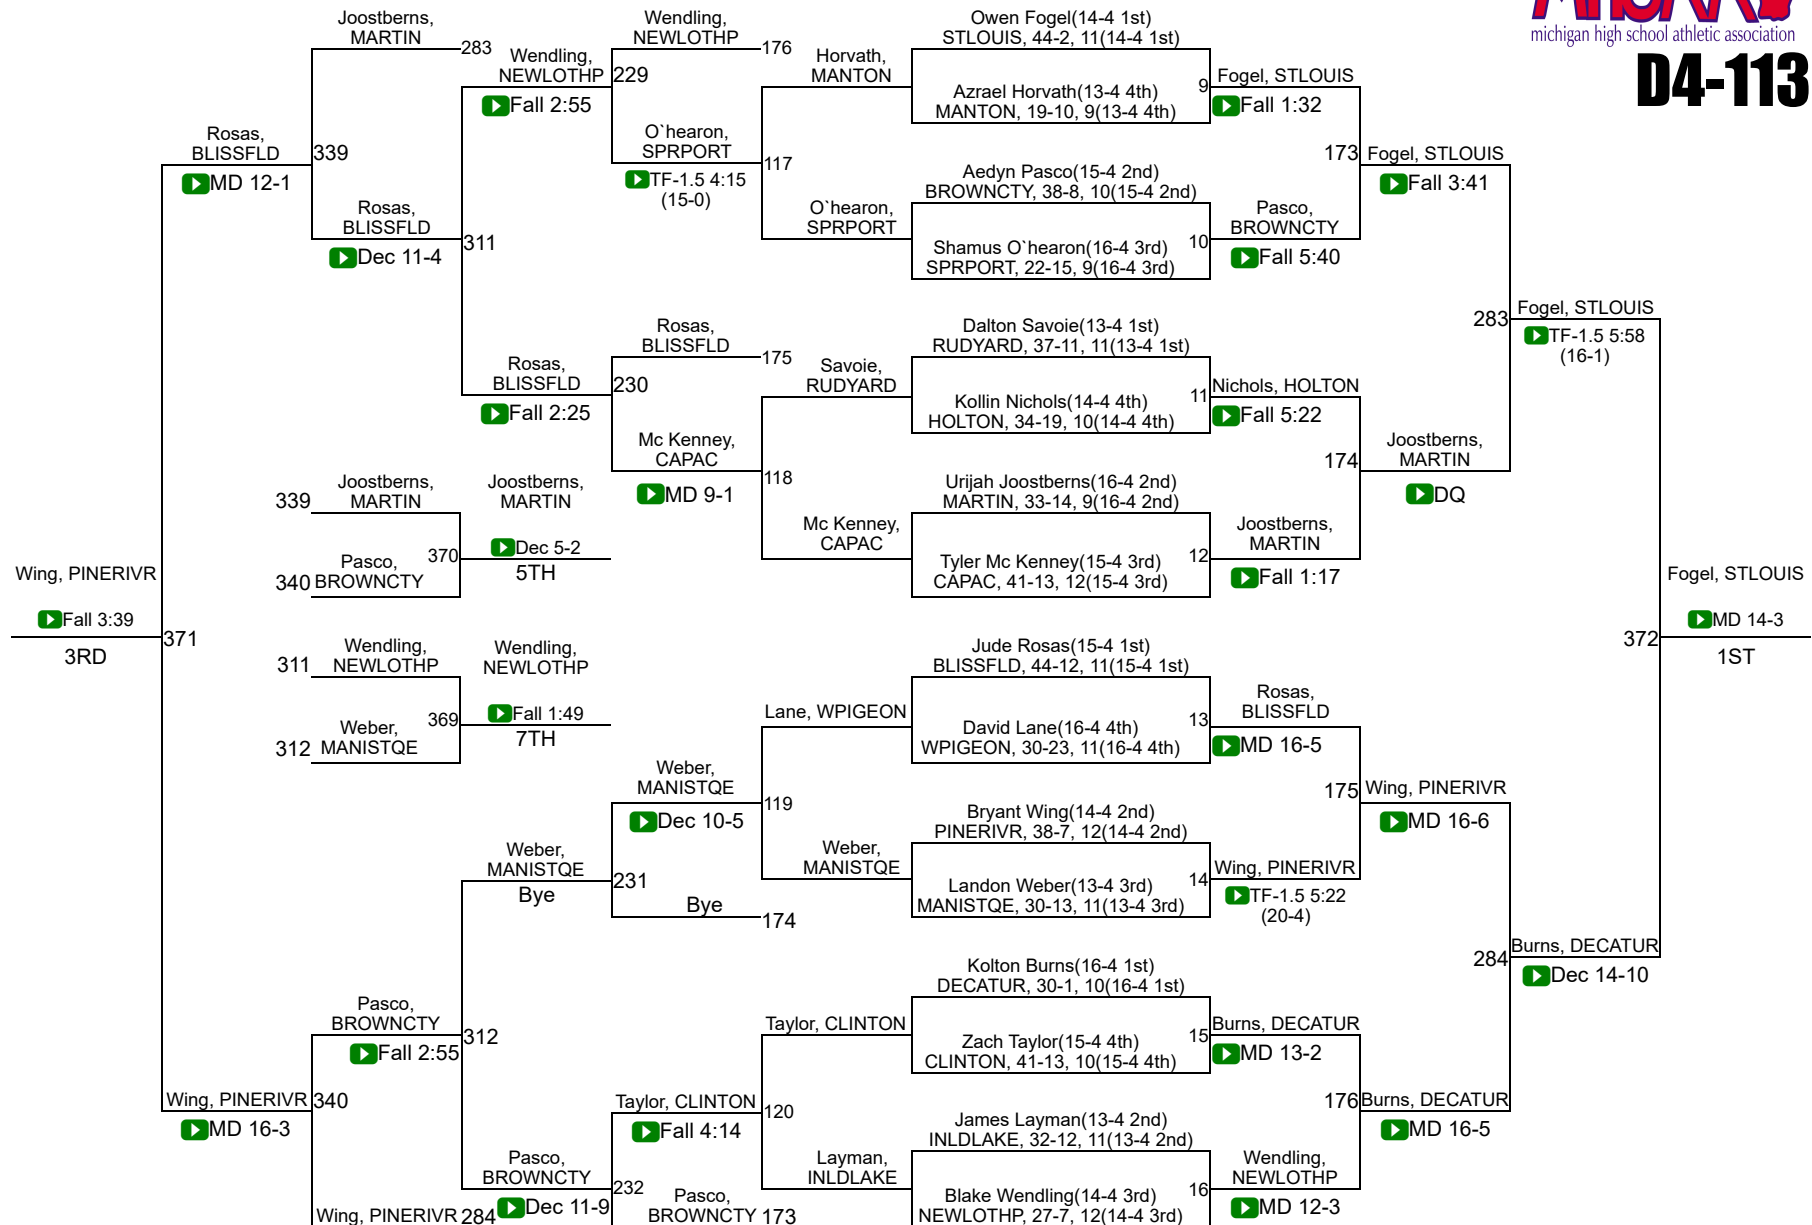 michigan high school athletic association
D4-113
Joostberns,
MARTIN
283
Wendling,
NEWLOTHP
229
Fall 2:55
Wendling,
NEWLOTHP
176
Rosas,
BLISSFLD
339
MD 12-1
O`hearon,
SPRPORT
117
TF-1.5 4:15
(15-0)
Rosas,
BLISSFLD
311
Dec 11-4
Horvath,
MANTON
O`hearon,
SPRPORT
Owen Fogel(14-4 1st)
STLOUIS, 44-2, 11(14-4 1st)
Azrael Horvath(13-4 4th)
MANTON, 19-10, 9(13-4 4th)
9
Fogel, STLOUIS
Fall 1:32
Aedyn Pasco(15-4 2nd)
BROWNCTY, 38-8, 10(15-4 2nd)
Shamus O`hearon(16-4 3rd)
SPRPORT, 22-15, 9(16-4 3rd)
10
Pasco,
BROWNCTY
Fall 5:40
173
Fogel, STLOUIS
Fall 3:41
Rosas,
BLISSFLD
175
Rosas,
BLISSFLD
230
Fall 2:25
Mc Kenney,
CAPAC
118
MD 9-1
Savoie,
RUDYARD
Mc Kenney,
CAPAC
Dalton Savoie(13-4 1st)
RUDYARD, 37-11, 11(13-4 1st)
Kollin Nichols(14-4 4th)
HOLTON, 34-19, 10(14-4 4th)
11
Nichols, HOLTON
Fall 5:22
Urijah Joostberns(16-4 2nd)
MARTIN, 33-14, 9(16-4 2nd)
Tyler Mc Kenney(15-4 3rd)
CAPAC, 41-13, 12(15-4 3rd)
12
Joostberns,
MARTIN
Fall 1:17
174
Joostberns,
MARTIN
DQ
283
Fogel, STLOUIS
TF-1.5 5:58
(16-1)
339
Joostberns,
MARTIN
340
Pasco,
BROWNCTY
370
Joostberns,
MARTIN
Dec 5-2
5TH
Wing, PINERIVR
Fall 3:39
371
3RD
311
Wendling,
NEWLOTHP
312
Weber,
MANISTQE
369
Wendling,
NEWLOTHP
Fall 1:49
7TH
Fogel, STLOUIS
MD 14-3
372
1ST
Lane, WPIGEON
Weber,
MANISTQE
119
Dec 10-5
Weber,
MANISTQE
Weber,
MANISTQE
231
Bye
Bye
174
Jude Rosas(15-4 1st)
BLISSFLD, 44-12, 11(15-4 1st)
David Lane(16-4 4th)
WPIGEON, 30-23, 11(16-4 4th)
13
Rosas,
BLISSFLD
MD 16-5
Bryant Wing(14-4 2nd)
PINERIVR, 38-7, 12(14-4 2nd)
Landon Weber(13-4 3rd)
MANISTQE, 30-13, 11(13-4 3rd)
14
Wing, PINERIVR
TF-1.5 5:22
(20-4)
175
Wing, PINERIVR
MD 16-6
284
Burns, DECATUR
Dec 14-10
Pasco,
BROWNCTY
312
Fall 2:55
Taylor, CLINTON
Taylor, CLINTON
120
Fall 4:14
Layman,
INLDLAKE
Kolton Burns(16-4 1st)
DECATUR, 30-1, 10(16-4 1st)
Zach Taylor(15-4 4th)
CLINTON, 41-13, 10(15-4 4th)
15
Burns, DECATUR
MD 13-2
James Layman(13-4 2nd)
INLDLAKE, 32-12, 11(13-4 2nd)
Blake Wendling(14-4 3rd)
NEWLOTHP, 27-7, 12(14-4 3rd)
16
Wendling,
NEWLOTHP
MD 12-3
176
Burns, DECATUR
MD 16-5
Wing, PINERIVR
340
MD 16-3
Wing, PINERIVR
284
Pasco,
BROWNCTY
232
Dec 11-9
Pasco,
BROWNCTY
173